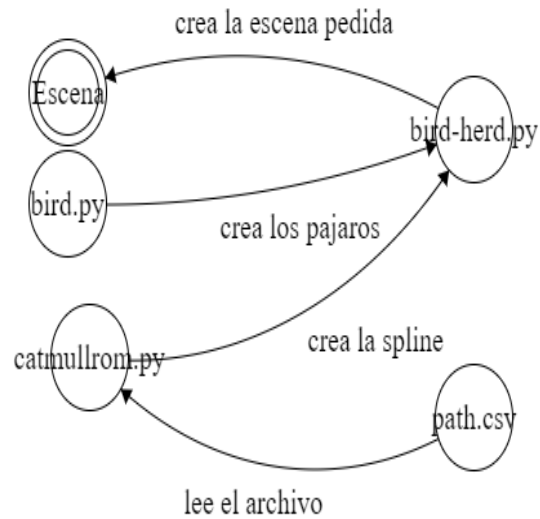 crea la escena pedida
Escena
bird-herd.py
bird.py
crea los pajaros
crea la spline
catmullrom.py
path.csv
lee el archivo